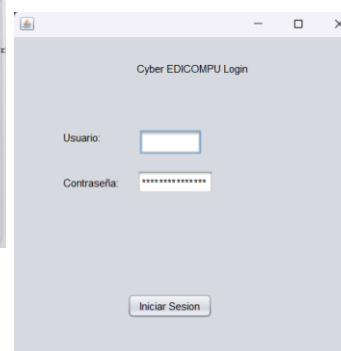 Cyber EDICOMPU Login
Usuario:
Contraseña: ***************
Iniciar Sesion